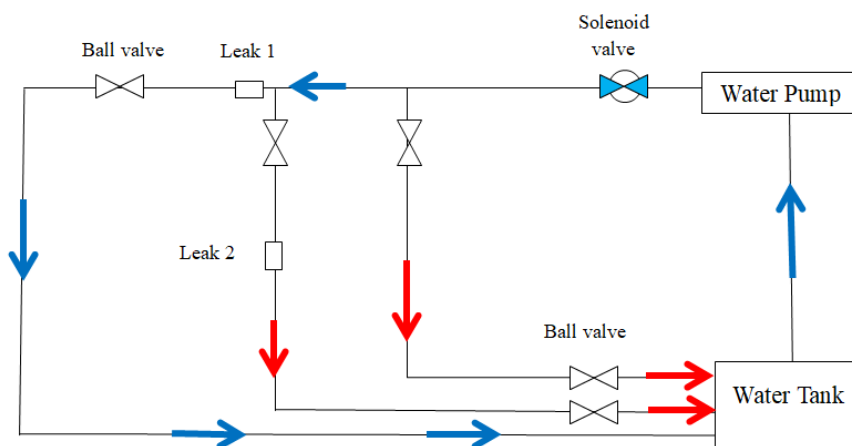 Solenoid
valve
Ball valve
Leak 1
Water Pump
Leak 2
Ball valve
Water Tank